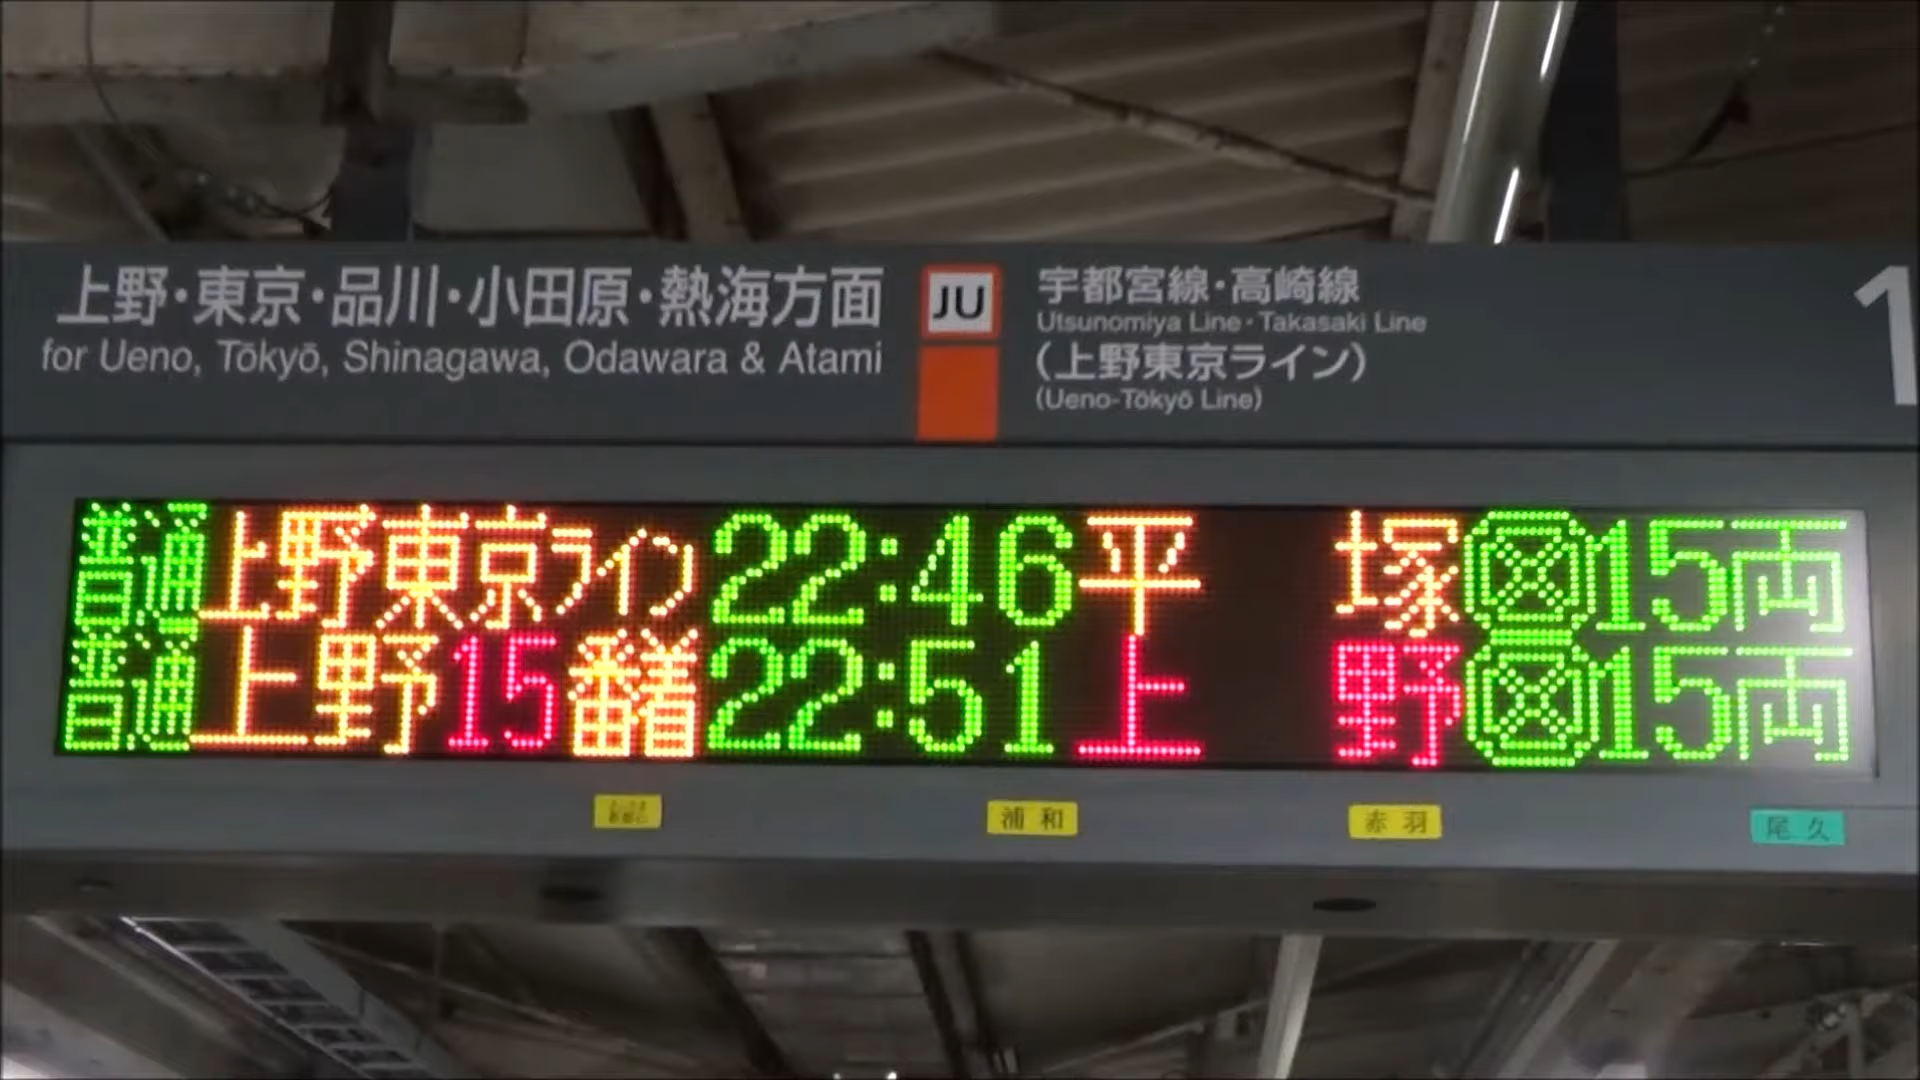 上野・東京・品川・小田原・熱海方面
for Ueno, Tōkyō, Shinagawa, Odawara & Atami
JU
宇都宮線・高崎線
Utsunomiya Line・Takasaki Line
(上野東京ライン)
(Ueno-Tōkyō Line)
1
普通 上野東京ライン 22:46 平塚 15両
普通 上野15番着 22:51 上野 15両
浦和
赤羽
尾久